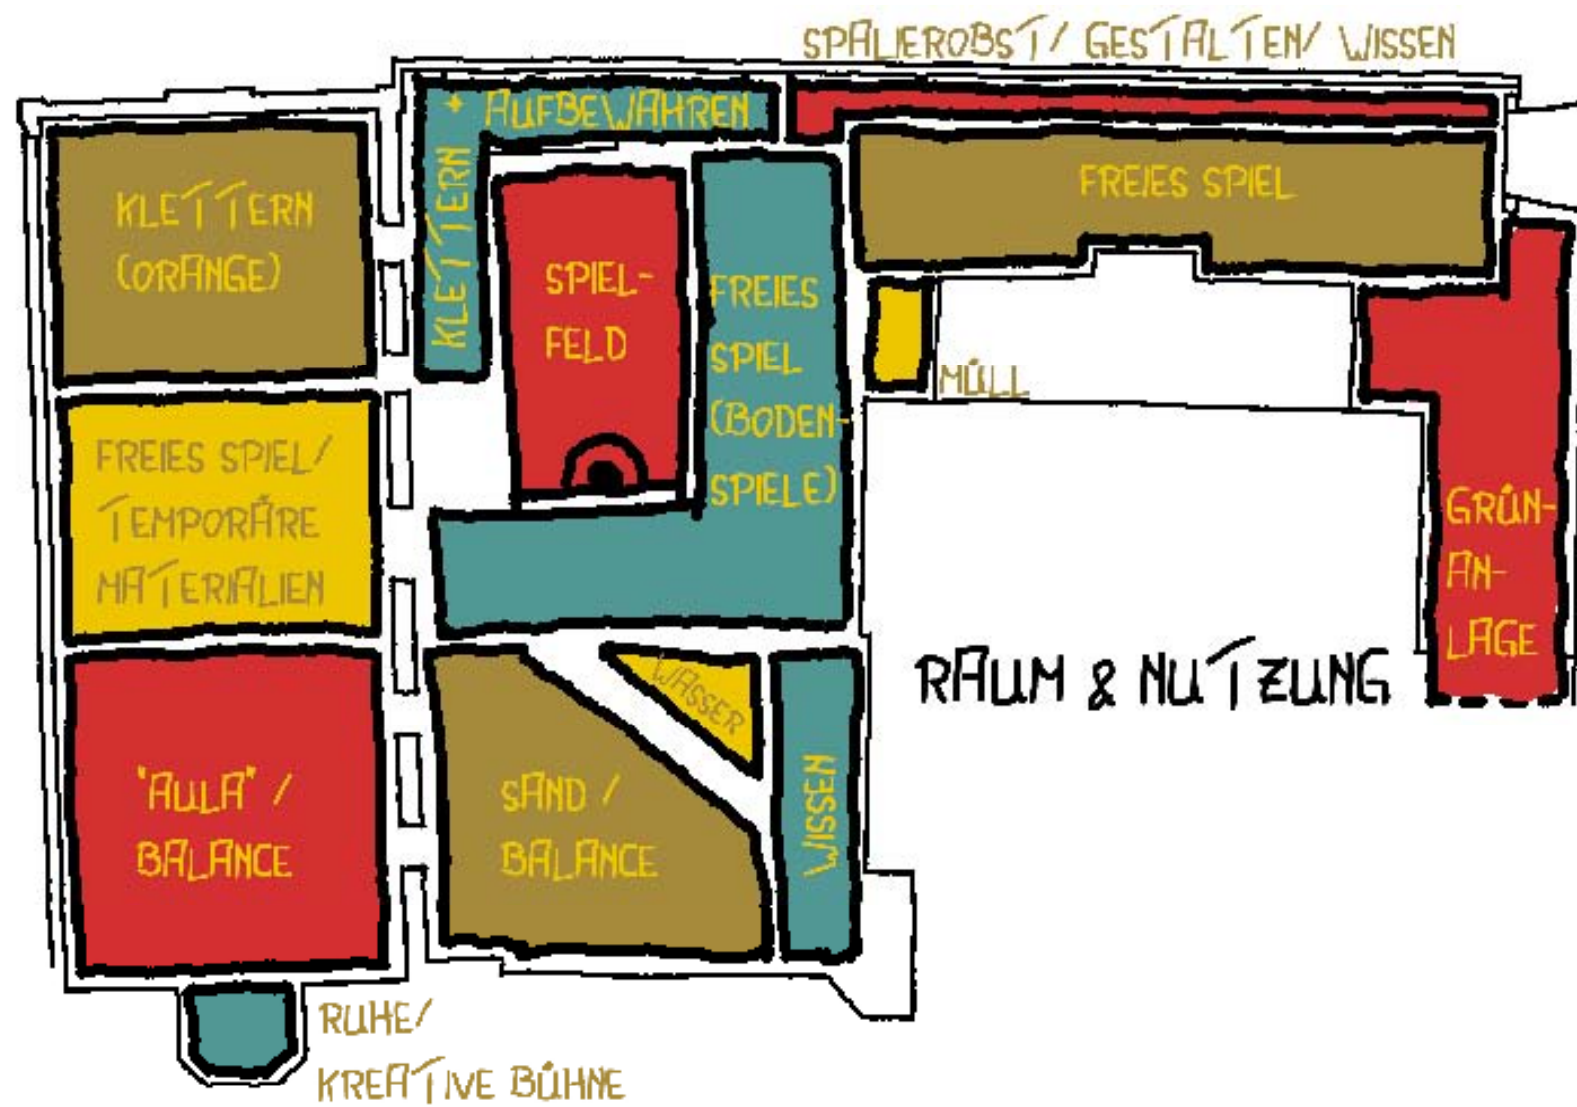 SPALIEROBST/ GESTALTEN/ WISSEN
+ AUFBEWAHREN
KLETTERN
KLETTERN
(ORANGE)
SPIEL-
FELD
FREIES
SPIEL
(BODEN-
SPIELE)
FREIES SPIEL
MÜLL
FREIES SPIEL/
TEMPORÄRE
MATERIALIEN
GRÜN-
AN-
LAGE
RAUM & NUTZUNG
WASSER
"AULA" /
BALANCE
SAND /
BALANCE
WISSEN
RUHE/
KREATIVE BÜHNE